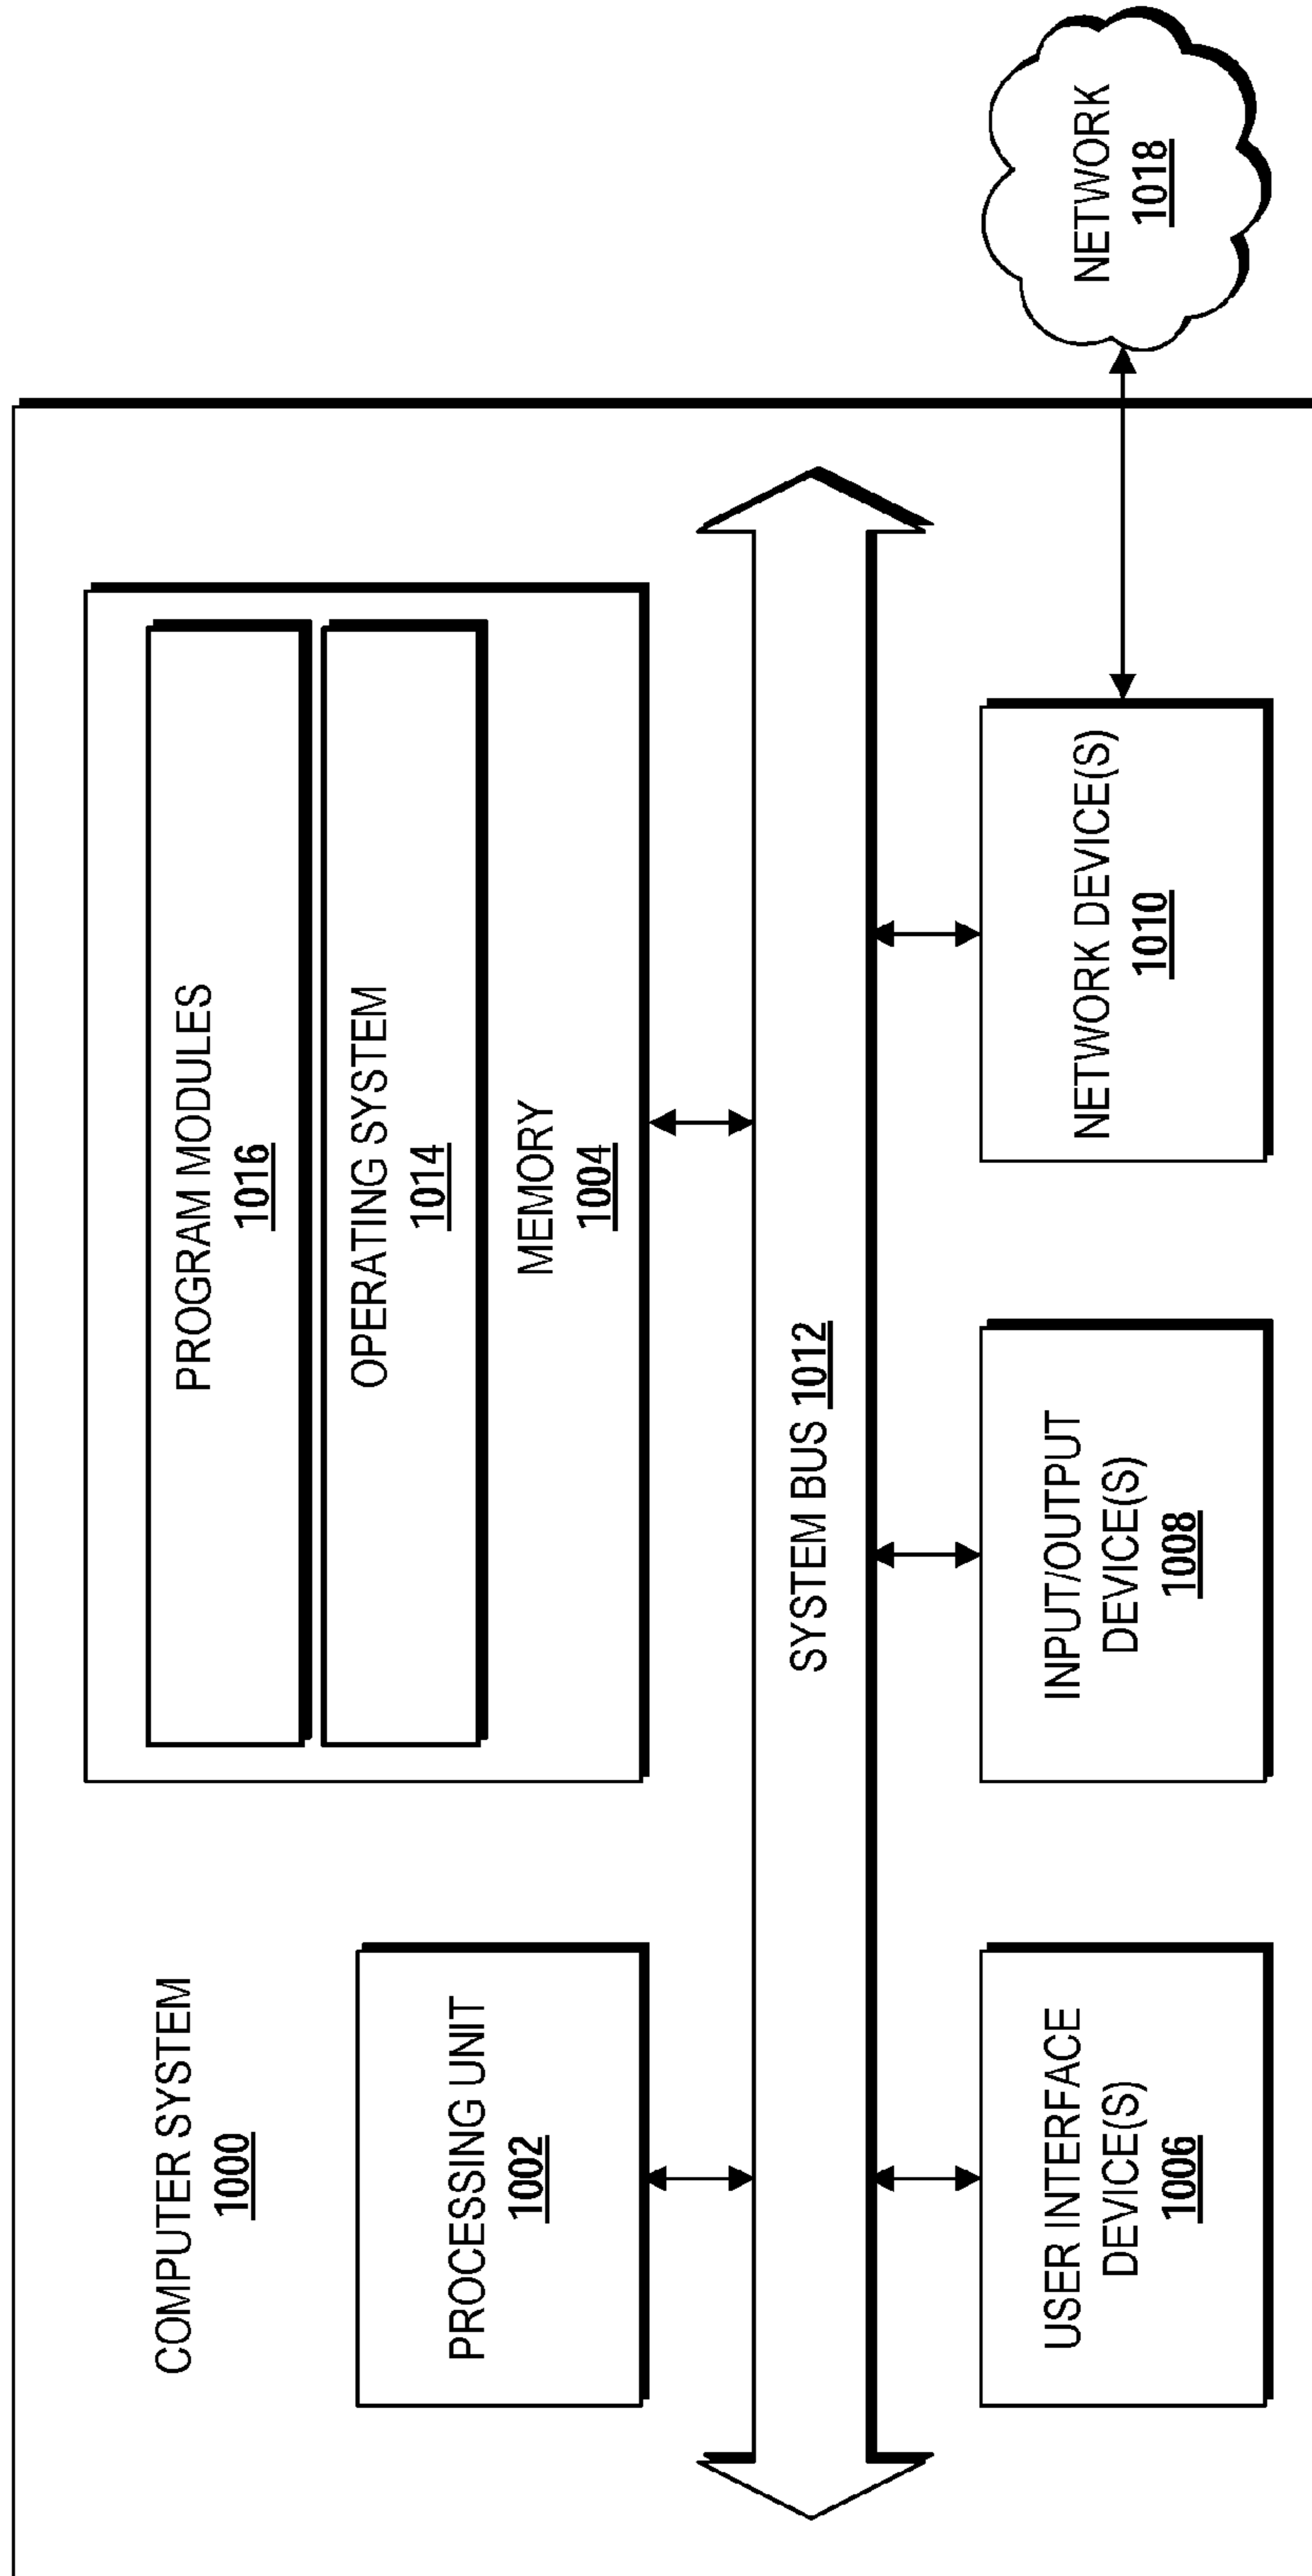 COMPUTER SYSTEM
1000
PROCESSING UNIT
1002
PROGRAM MODULES
1016
OPERATING SYSTEM
1014
MEMORY
1004
SYSTEM BUS 1012
USER INTERFACE
DEVICE(S)
1006
INPUT/OUTPUT
DEVICE(S)
1008
NETWORK DEVICE(S)
1010
NETWORK
1018